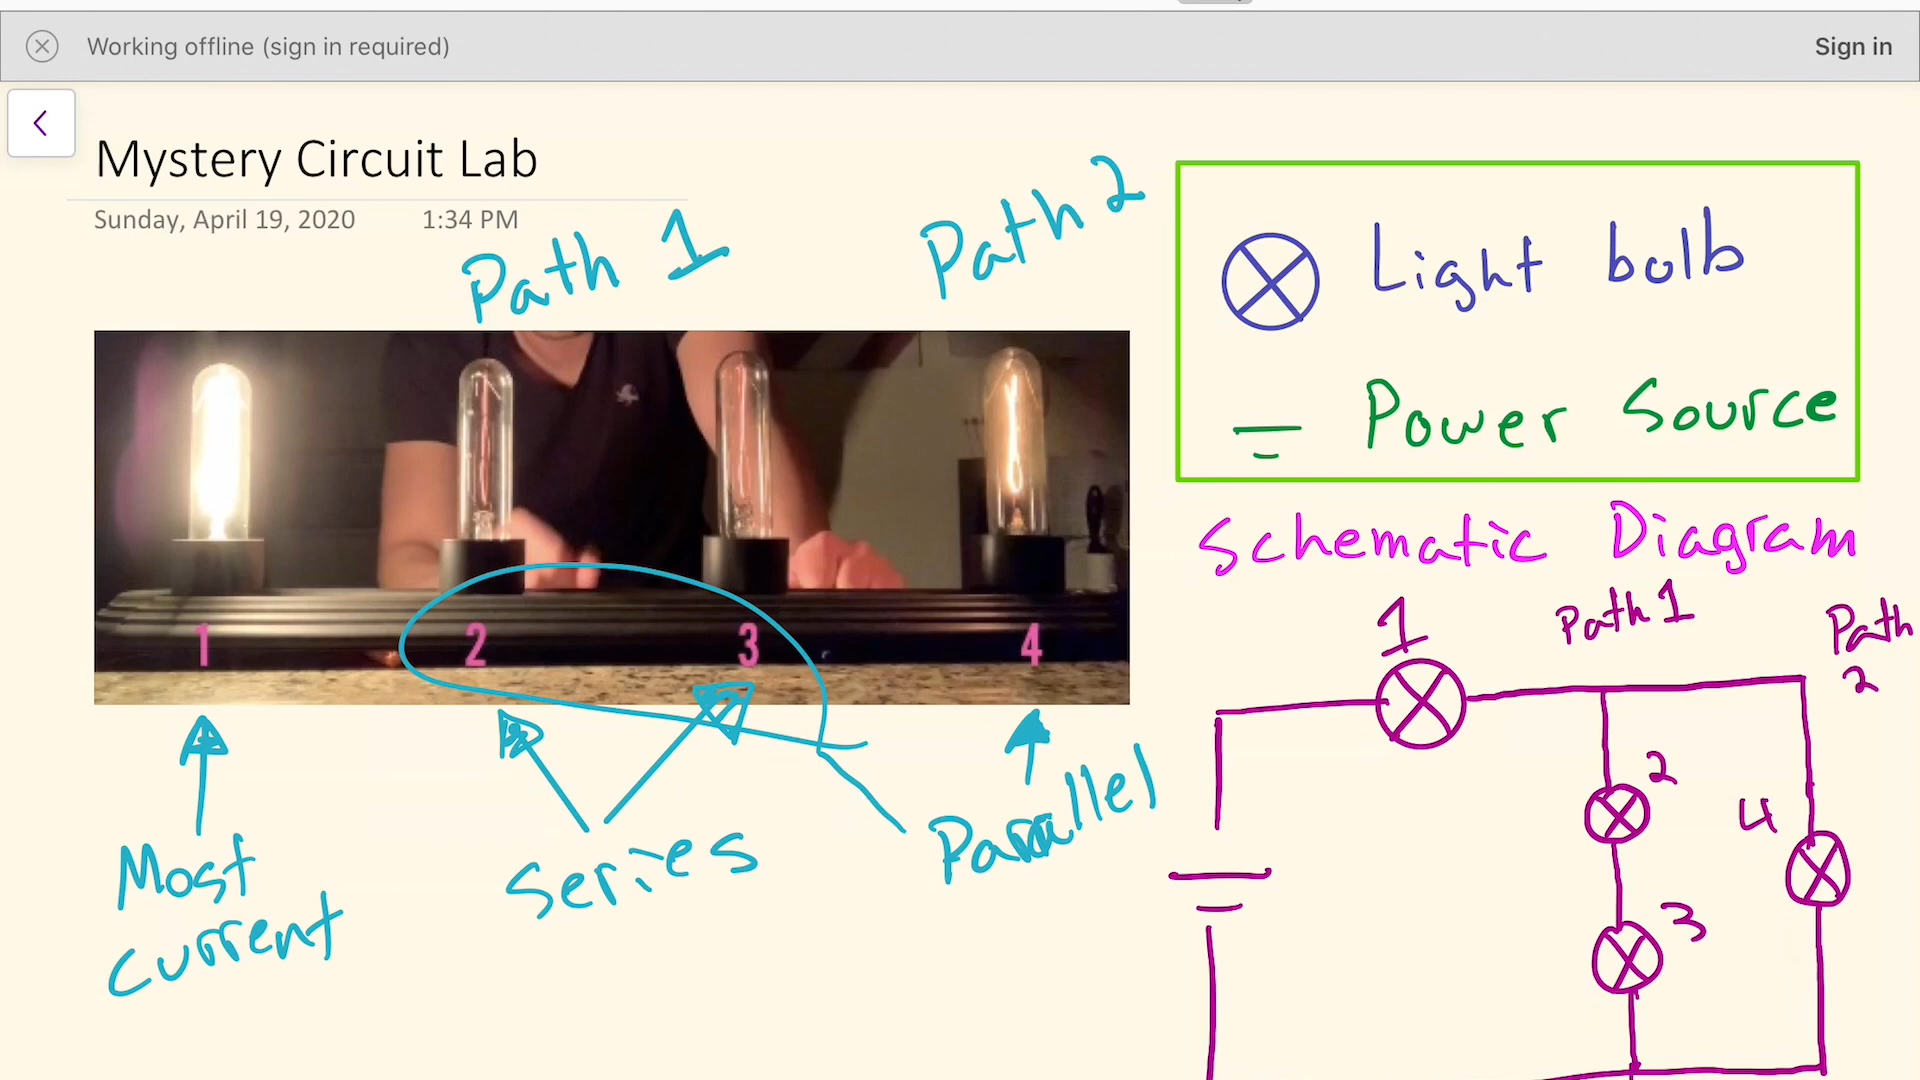 Working offline (sign in required)
Sign in
Mystery Circuit Lab
Sunday, April 19, 2020 1:34 PM
Path 1
Path 2
1
2
3
4
Most
current
Series
Parallel
Light bolb
Power Source
Schematic Diagram
1
Path 1
Path
2
2
4
3